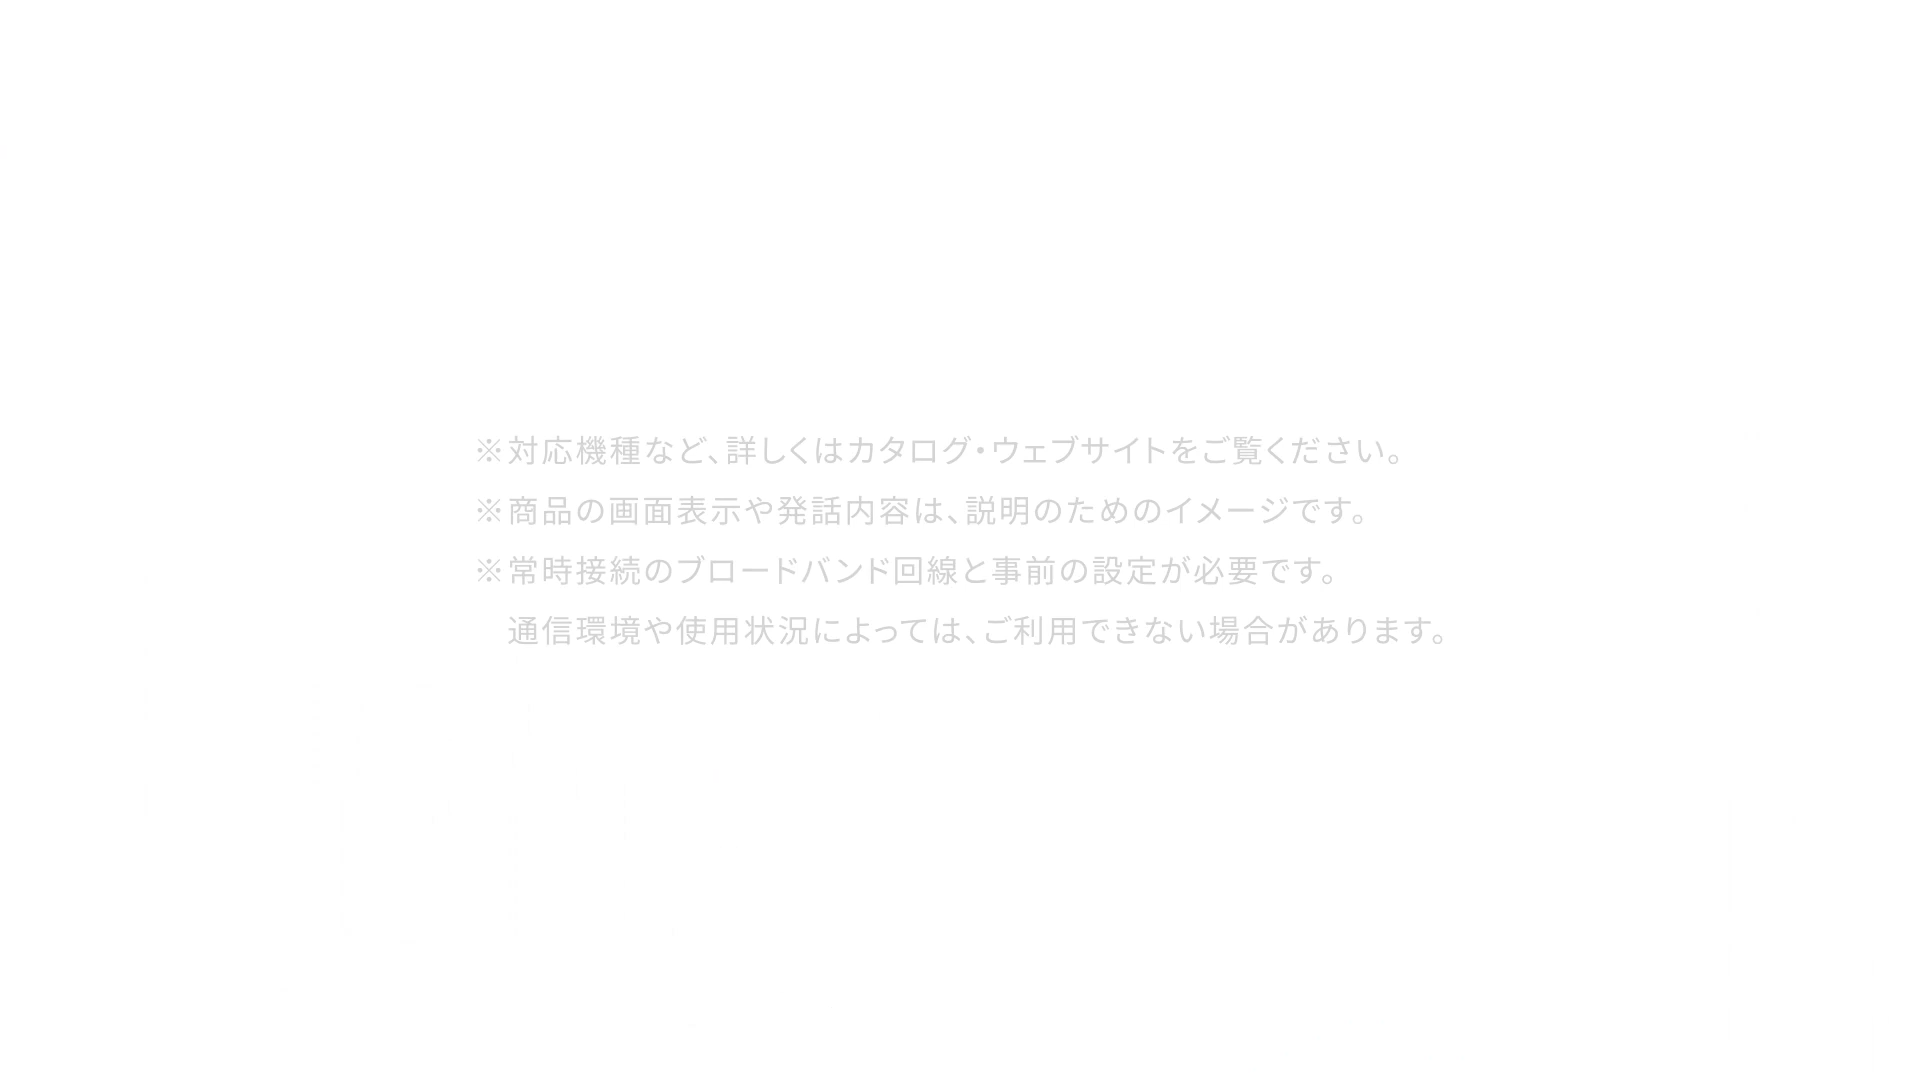 ※対応機種など、詳しくはカタログ・ウェブサイトをご覧ください。
※商品の画面表示や発話内容は、説明のためのイメージです。
※常時接続のブロードバンド回線と事前の設定が必要です。
通信環境や使用状況によっては、ご利用できない場合があります。